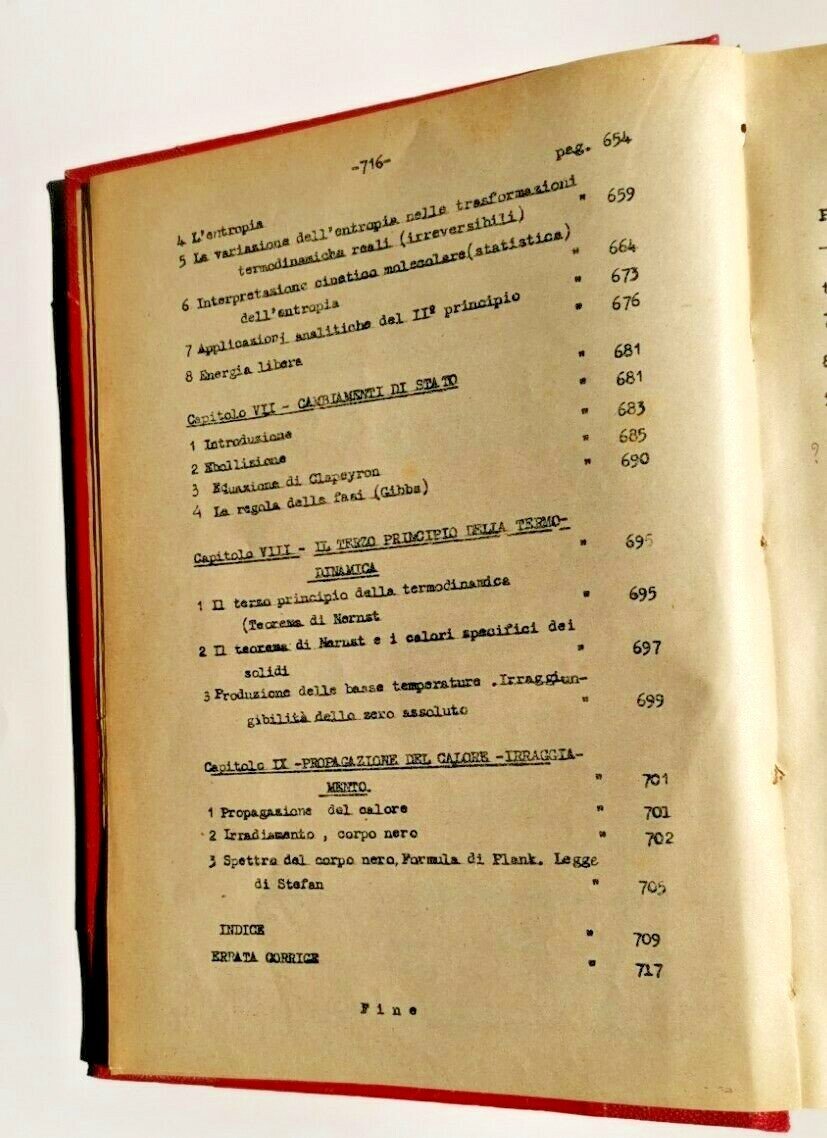 -716-
4 L'entropia pag. 654
5 La variazione dell'entropia nelle trasformazioni
termodinamiche reali (irreversibili) " 659
6 Interpretazione cinetico molecolare(statistica)
dell'entropia " 664
7 Applicazioni analitiche del IIº principio " 673
8 Energia libera " 676
Capitolo VII - CAMBIAMENTI DI STATO " 681
1 Introduzione " 681
2 Ebollizione " 683
3 Equazione di Clapeyron " 685
4 La regola delle fasi (Gibbs) " 690
Capitolo VIII - IL TERZO PRINCIPIO DELLA TERMO-
DINAMICA " 695
1 Il terzo principio della termodinamica
(Teorema di Nernst " 695
2 Il teorema di Nernst e i calori specifici dei
solidi " 697
3 Produzione delle basse temperature .Irraggiun-
gibilità dello zero assoluto " 699
Capitolo IX -PROPAGAZIONE DEL CALORE -IRRAGGIA-
MENTO. " 701
1 Propagazione del calore " 701
2 Irradiamento , corpo nero " 702
3 Spettro del corpo nero, Formula di Plank. Legge
di Stefan " 705
INDICE " 709
ERRATA CORRIGE " 717
Fine